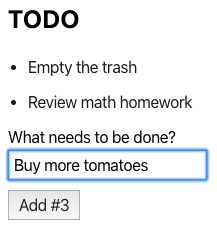 TODO
Empty the trash
Review math homework
What needs to be done?
Buy more tomatoes
Add #3